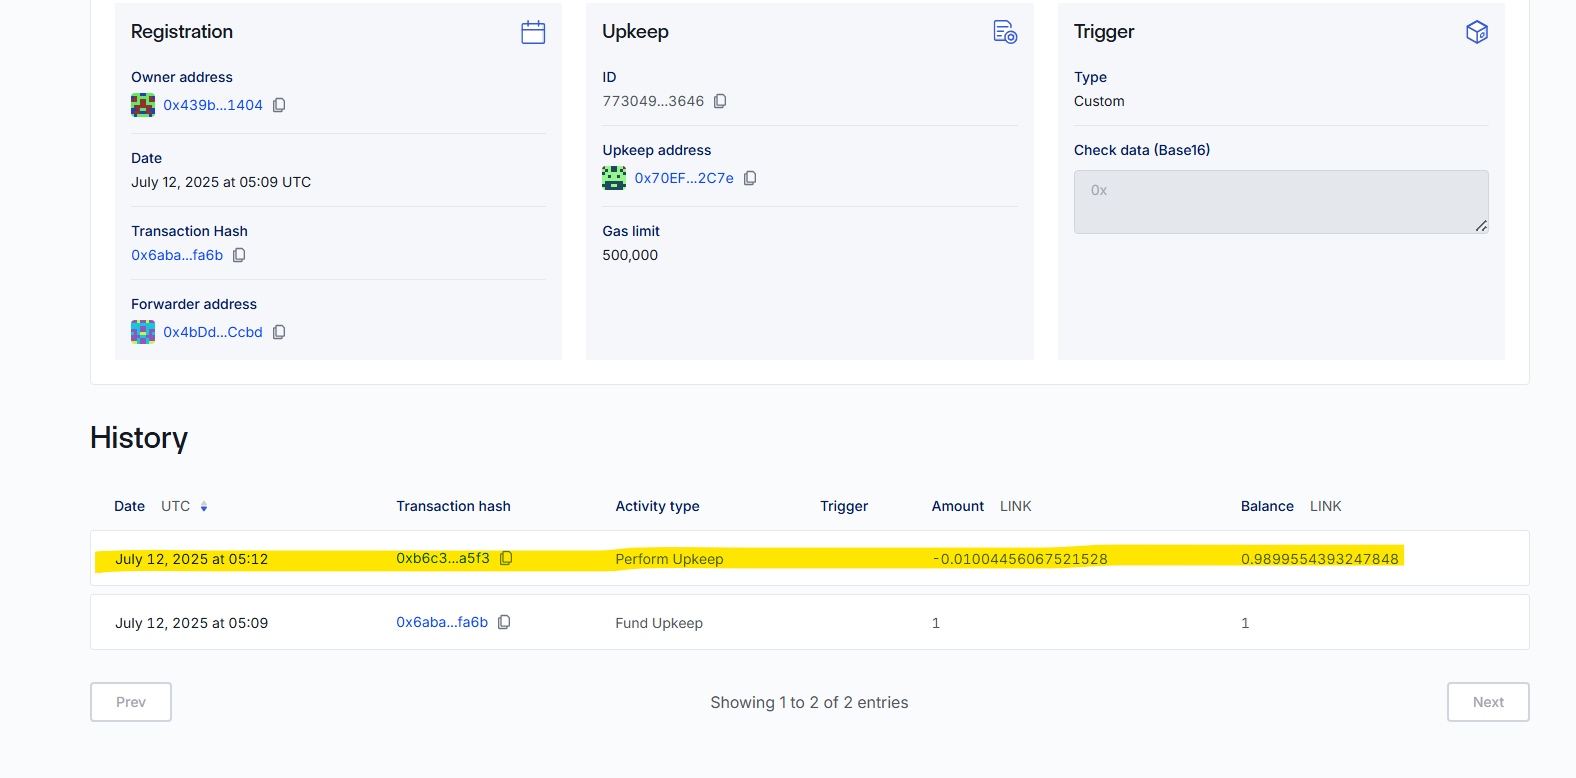 Registration
Owner address
0x439b...1404
Date
July 12, 2025 at 05:09 UTC
Transaction Hash
0x6aba...fa6b
Forwarder address
0x4bDd...Ccbd
Upkeep
ID
773049...3646
Upkeep address
0x70EF...2C7e
Gas limit
500,000
Trigger
Type
Custom
Check data (Base16)
0x
History
Date UTC Transaction hash Activity type Trigger Amount LINK Balance LINK
July 12, 2025 at 05:12 0xb6c3...a5f3 Perform Upkeep -0.01004456067521528 0.9899554393247848
July 12, 2025 at 05:09 0x6aba...fa6b Fund Upkeep 1 1
Prev Showing 1 to 2 of 2 entries Next